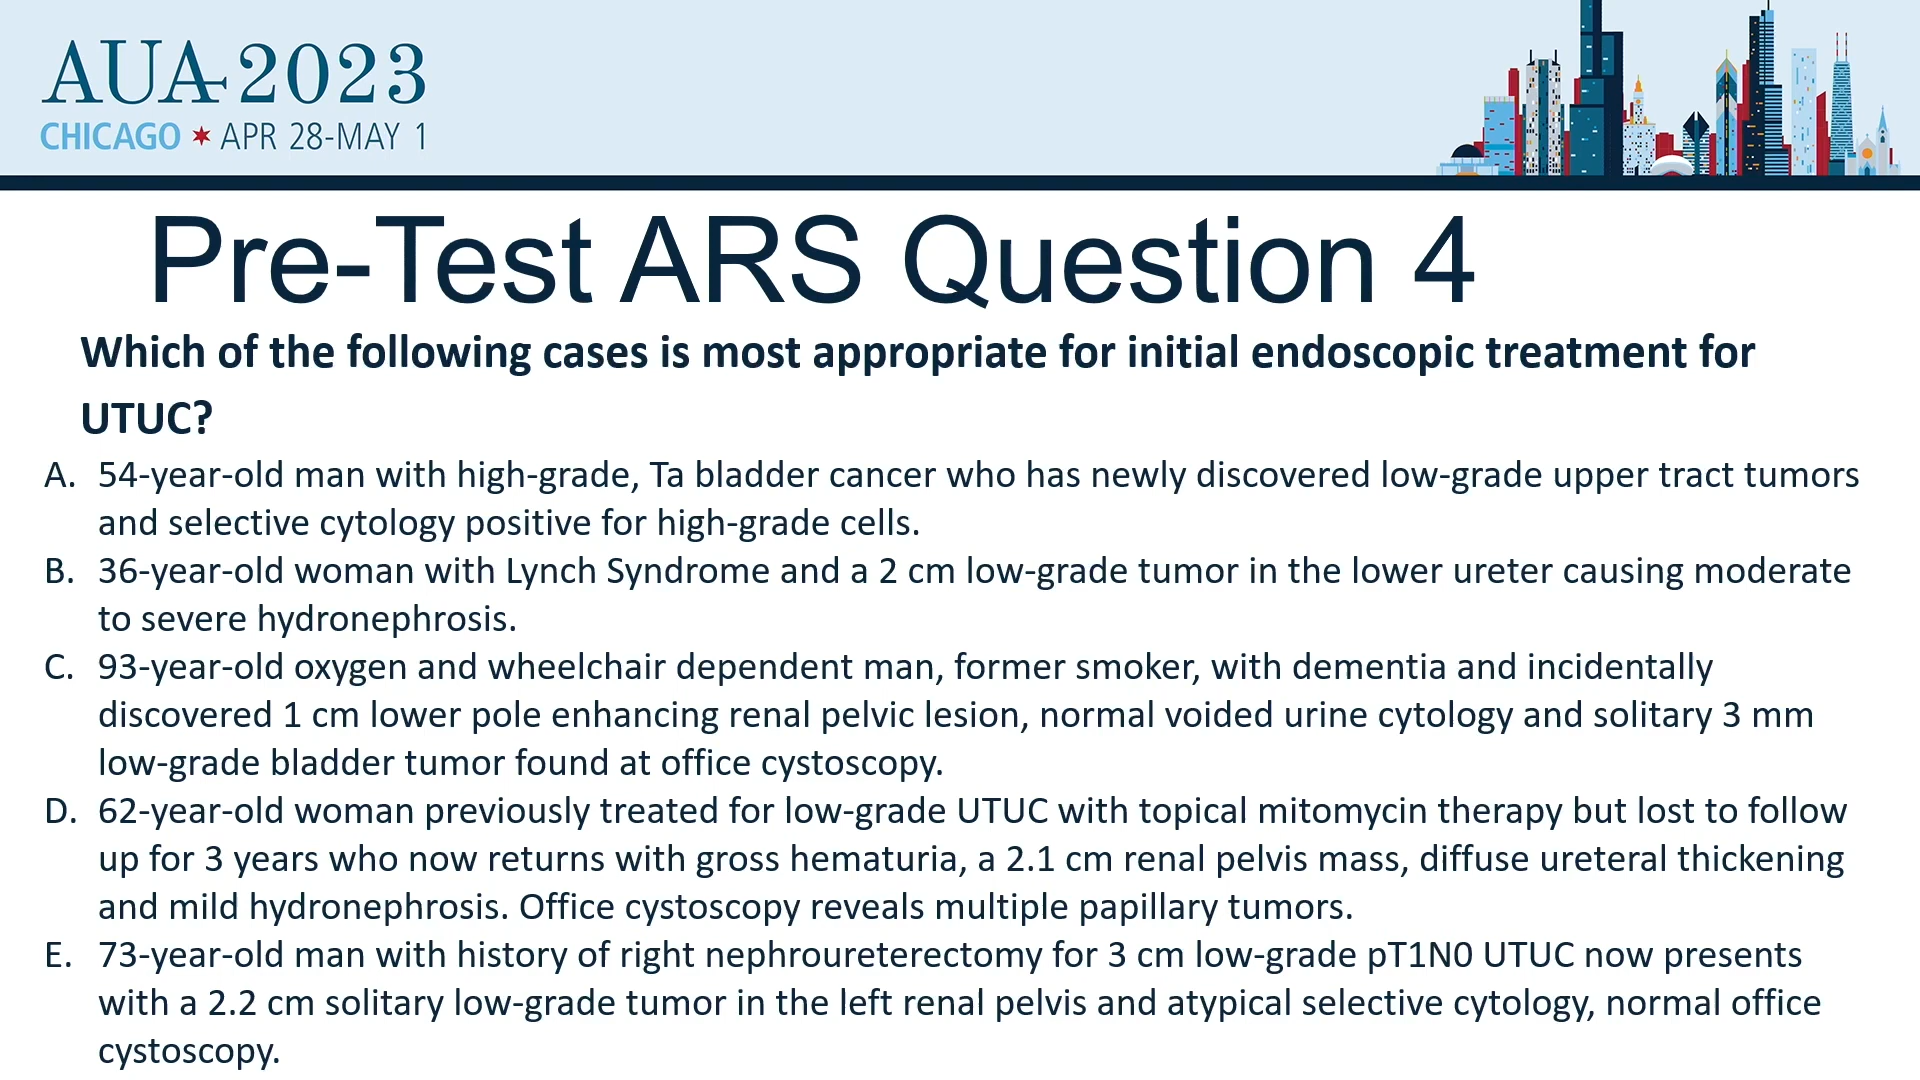 AUA 2023
CHICAGO ★ APR 28-MAY 1
Pre-Test ARS Question 4
Which of the following cases is most appropriate for initial endoscopic treatment for
UTUC?
A. 54-year-old man with high-grade, Ta bladder cancer who has newly discovered low-grade upper tract tumors
and selective cytology positive for high-grade cells.
B. 36-year-old woman with Lynch Syndrome and a 2 cm low-grade tumor in the lower ureter causing moderate
to severe hydronephrosis.
C. 93-year-old oxygen and wheelchair dependent man, former smoker, with dementia and incidentally
discovered 1 cm lower pole enhancing renal pelvic lesion, normal voided urine cytology and solitary 3 mm
low-grade bladder tumor found at office cystoscopy.
D. 62-year-old woman previously treated for low-grade UTUC with topical mitomycin therapy but lost to follow
up for 3 years who now returns with gross hematuria, a 2.1 cm renal pelvis mass, diffuse ureteral thickening
and mild hydronephrosis. Office cystoscopy reveals multiple papillary tumors.
E. 73-year-old man with history of right nephroureterectomy for 3 cm low-grade pT1N0 UTUC now presents
with a 2.2 cm solitary low-grade tumor in the left renal pelvis and atypical selective cytology, normal office
cystoscopy.